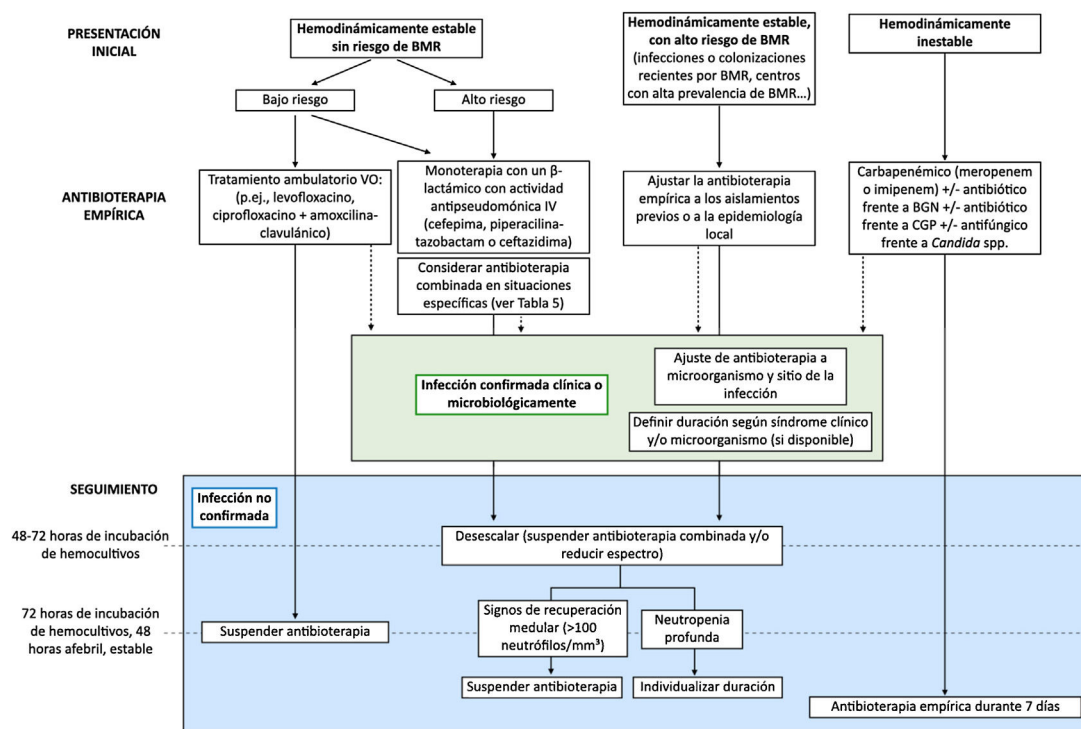 PRESENTACIÓN
INICIAL
Hemodinámicamente estable
sin riesgo de BMR
Hemodinámicamente estable,
con alto riesgo de BMR
(infecciones o colonizaciones
recientes por BMR, centros
con alta prevalencia de BMR...)
Hemodinámicamente
inestable
Bajo riesgo
Alto riesgo
ANTIBIOTERAPIA
EMPÍRICA
Tratamiento ambulatorio VO:
(p.ej., levofloxacino,
ciprofloxacino + amoxcilina-
clavulánico)
Monoterapia con un β-
lactámico con actividad
antipseudomónica IV
(cefepima, piperacilina-
tazobactam o ceftazidima)
Considerar antibioterapia
combinada en situaciones
específicas (ver Tabla 5)
Ajustar la antibioterapia
empírica a los aislamientos
previos o a la epidemiología
local
Carbapenémico (meropenem
o imipenem) +/- antibiótico
frente a BGN +/- antibiótico
frente a CGP +/- antifúngico
frente a Candida spp.
Infección confirmada clínica o
microbiológicamente
Ajuste de antibioterapia a
microorganismo y sitio de la
infección
Definir duración según síndrome clínico
y/o microorganismo (si disponible)
SEGUIMIENTO
Infección no
confirmada
48-72 horas de incubación
de hemocultivos
Desescalar (suspender antibioterapia combinada y/o
reducir espectro)
72 horas de incubación
de hemocultivos, 48
horas afebril, estable
Suspender antibioterapia
Signos de recuperación
medular (>100
neutrófilos/mm³)
Neutropenia
profunda
Suspender antibioterapia
Individualizar duración
Antibioterapia empírica durante 7 días